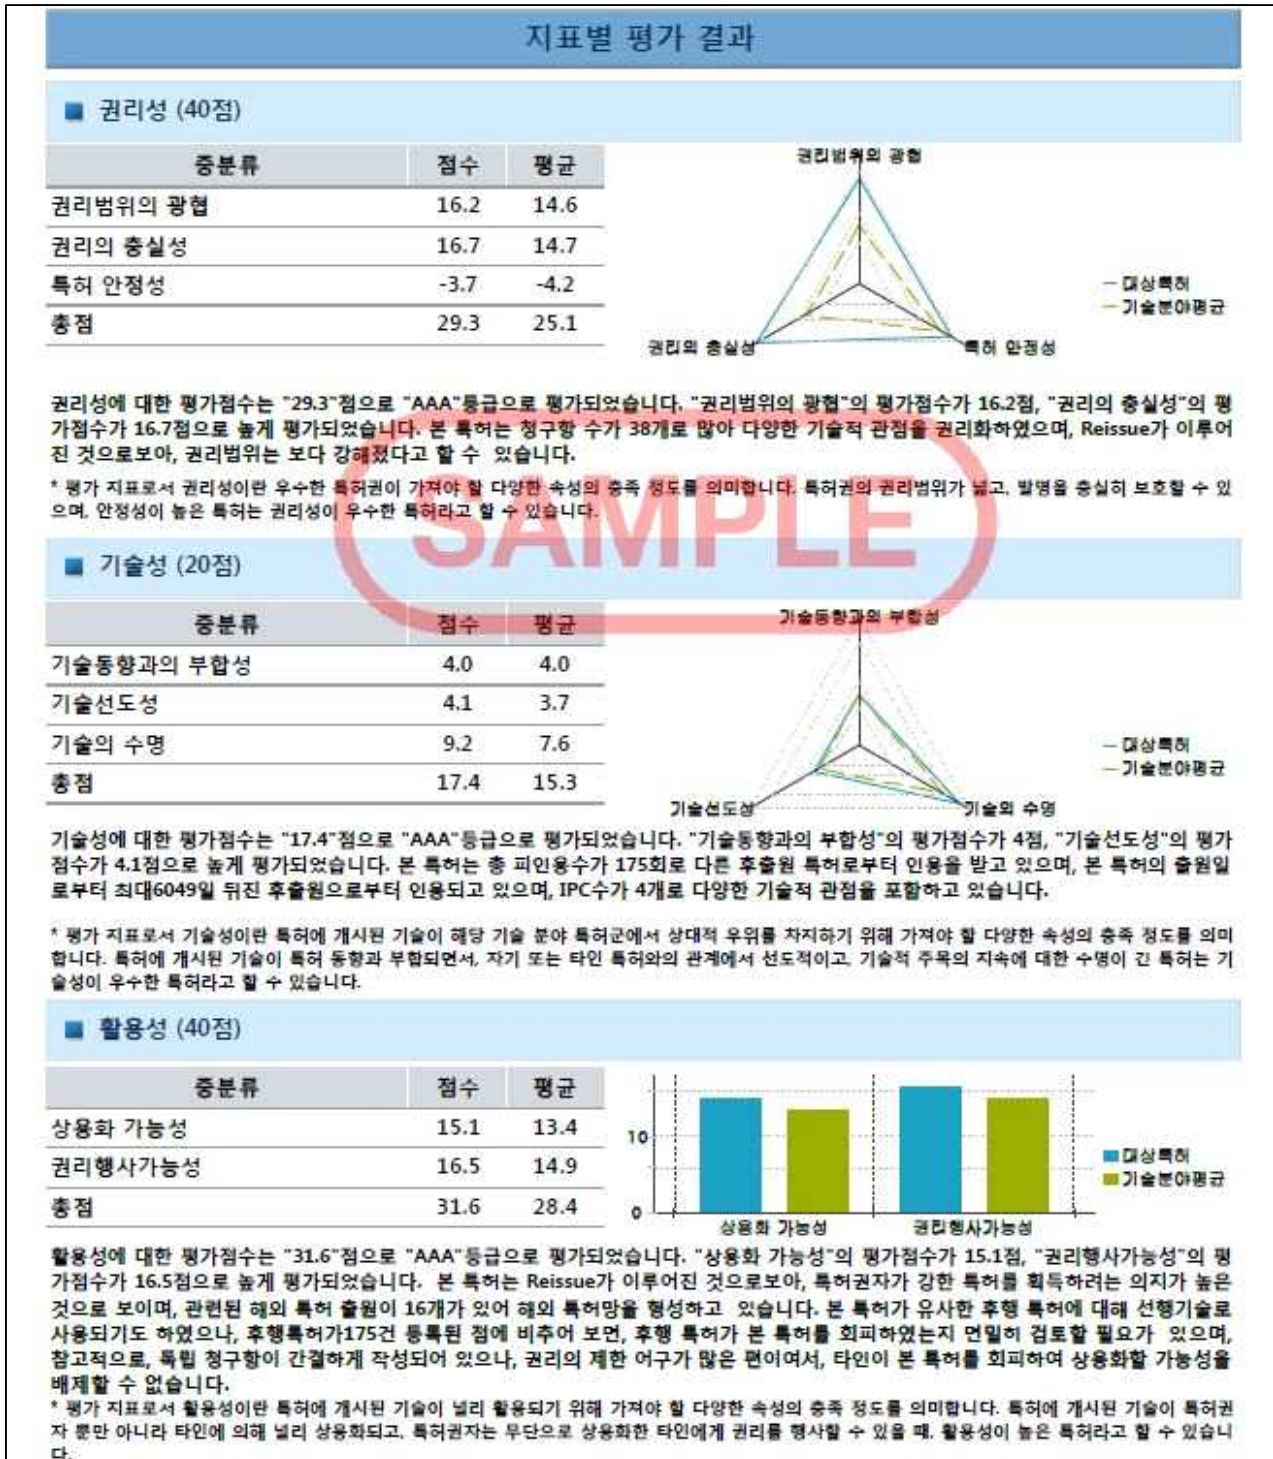 지표별 평가 결과
권리성 (40점)
중분류 점수 평균
권리범위의 광협 16.2 14.6
권리의 충실성 16.7 14.7
특허 안정성 -3.7 -4.2
총점 29.3 25.1
권리범위의 광협
권리의 충실성
특허 안정성
대상특허
기술분야평균
권리성에 대한 평가점수는 "29.3"점으로 "AAA"등급으로 평가되었습니다. "권리범위의 광협"의 평가점수가 16.2점, "권리의 충실성"의 평
가점수가 16.7점으로 높게 평가되었습니다. 본 특허는 청구항 수가 38개로 많아 다양한 기술적 관점을 권리화하였으며, Reissue가 이루어
진 것으로보아, 권리범위는 보다 강해졌다고 할 수 있습니다.
* 평가 지표로서 권리성이란 우수한 특허권이 가져야 할 다양한 속성의 충족 정도를 의미합니다. 특허권의 권리범위가 넓고, 발명을 충실히 보호할 수 있
으며, 안정성이 높은 특허는 권리성이 우수한 특허라고 할 수 있습니다.
SAMPLE
기술성 (20점)
중분류 점수 평균
기술동향과의 부합성 4.0 4.0
기술선도성 4.1 3.7
기술의 수명 9.2 7.6
총점 17.4 15.3
기술동향과의 부합성
기술선도성
기술의 수명
대상특허
기술분야평균
기술성에 대한 평가점수는 "17.4"점으로 "AAA"등급으로 평가되었습니다. "기술동향과의 부합성"의 평가점수가 4점, "기술선도성"의 평가
점수가 4.1점으로 높게 평가되었습니다. 본 특허는 총 피인용수가 175회로 다른 후출원 특허로부터 인용을 받고 있으며, 본 특허의 출원일
로부터 최대6049일 뒤진 후출원으로부터 인용되고 있으며, IPC수가 4개로 다양한 기술적 관점을 포함하고 있습니다.
* 평가 지표로서 기술성이란 특허에 개시된 기술이 해당 기술 분야 특허군에서 상대적 우위를 차지하기 위해 가져야 할 다양한 속성의 충족 정도를 의미
합니다. 특허에 개시된 기술이 특허 동향과 부합되면서, 자기 또는 타인 특허와의 관계에서 선도적이고, 기술적 주목의 지속에 대한 수명이 긴 특허는 기
술성이 우수한 특허라고 할 수 있습니다.
활용성 (40점)
중분류 점수 평균
상용화 가능성 15.1 13.4
권리행사가능성 16.5 14.9
총점 31.6 28.4
10
0
상용화 가능성
권리행사가능성
대상특허
기술분야평균
활용성에 대한 평가점수는 "31.6"점으로 "AAA"등급으로 평가되었습니다. "상용화 가능성"의 평가점수가 15.1점, "권리행사가능성"의 평
가점수가 16.5점으로 높게 평가되었습니다. 본 특허는 Reissue가 이루어진 것으로보아, 특허권자가 강한 특허를 획득하려는 의지가 높은
것으로 보이며, 관련된 해외 특허 출원이 16개가 있어 해외 특허망을 형성하고 있습니다. 본 특허가 유사한 후행 특허에 대해 선행기술로
사용되기도 하였으나, 후행특허가175건 등록된 점에 비추어 보면, 후행 특허가 본 특허를 회피하였는지 면밀히 검토할 필요가 있으며,
참고적으로, 독립 청구항이 간결하게 작성되어 있으나, 권리의 제한 어구가 많은 편이여서, 타인이 본 특허를 회피하여 상용화할 가능성을
배제할 수 없습니다.
* 평가 지표로서 활용성이란 특허에 개시된 기술이 널리 활용되기 위해 가져야 할 다양한 속성의 충족 정도를 의미합니다. 특허에 개시된 기술이 특허권
자 뿐만 아니라 타인에 의해 널리 상용화되고, 특허권자는 무단으로 상용화한 타인에게 권리를 행사할 수 있을 때, 활용성이 높은 특허라고 할 수 있습니
다.